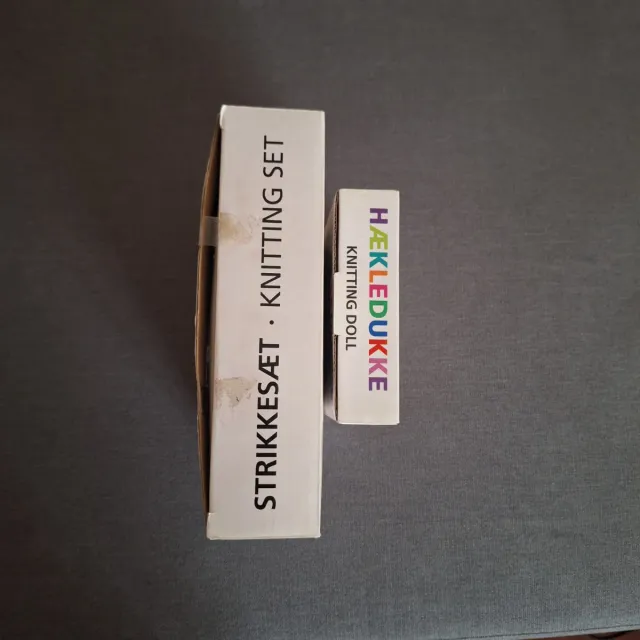 STRIKKESÆT · KNITTING SET
HÆKLEDUKKE
KNITTING DOLL